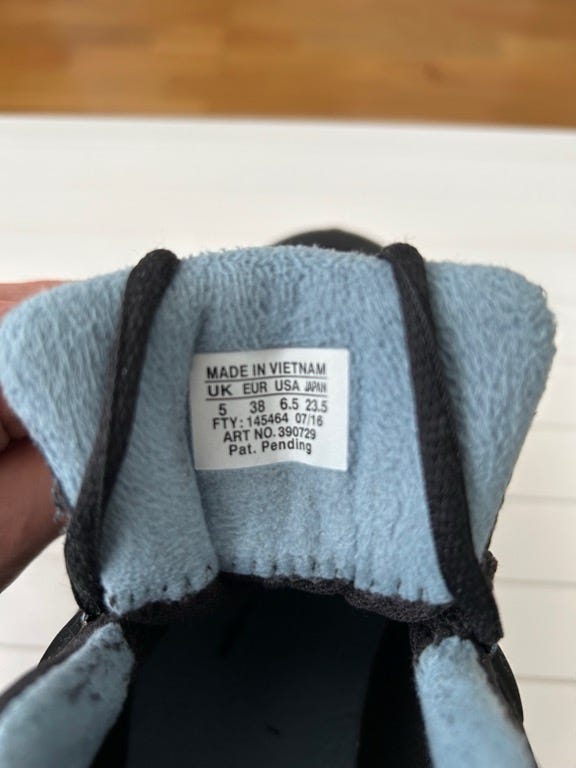 MADE IN VIETNAM
UK EUR USA JAPAN
5 38 6.5 23.5
FTY: 145464 07/16
ART NO. 390729
Pat. Pending